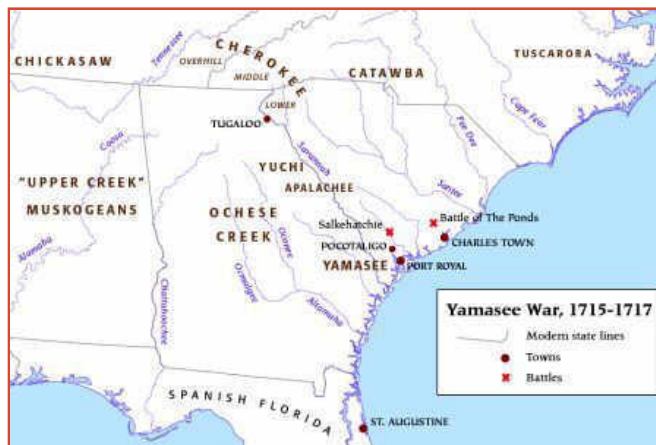 CHICKASAW
Tennessee
CHEROKEE
OVERHILL
MIDDLE
LOWER
CATAWBA
TUSCARORA
TUGALOO
Cape Fear
Pee Dee
Coosa
Savannah
Santee
YUCHI
APALACHEE
"UPPER CREEK"
MUSKOGEANS
OCHESE
CREEK
Salkehatchie
Battle of The Ponds
Oconee
POCOTALIGO
CHARLES TOWN
YAMASEE
PORT ROYAL
Alamaba
Ocmulgee
Chattahoochee
Altamaha
Yamasee War, 1715-1717
Modern state lines
Towns
Battles
SPANISH FLORIDA
ST. AUGUSTINE